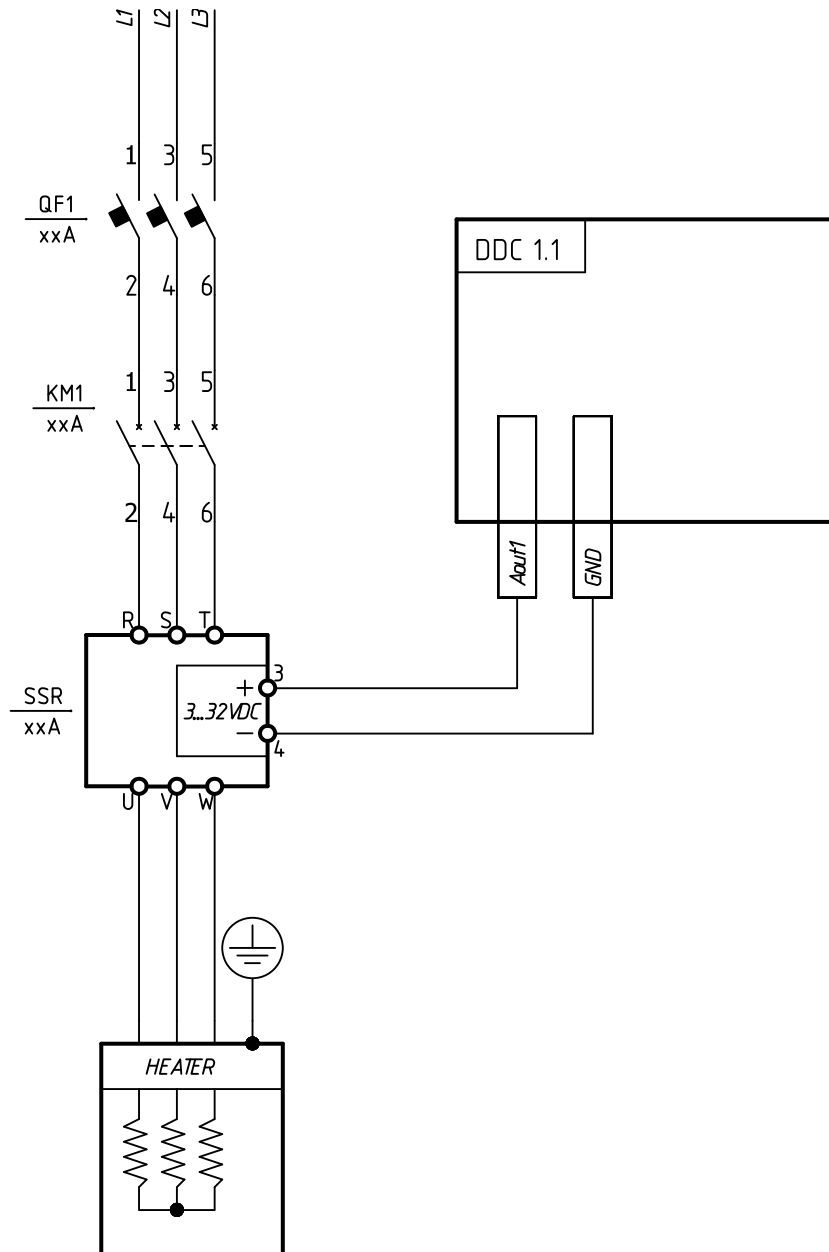 L1 L2 L3
1 3 5
QF1
xxA
2 4 6
DDC 1.1
1 3 5
KM1
xxA
2 4 6
Aout1 GND
R S T
SSR
xxA
3
+
3...32VDC
−
4
U V W
HEATER